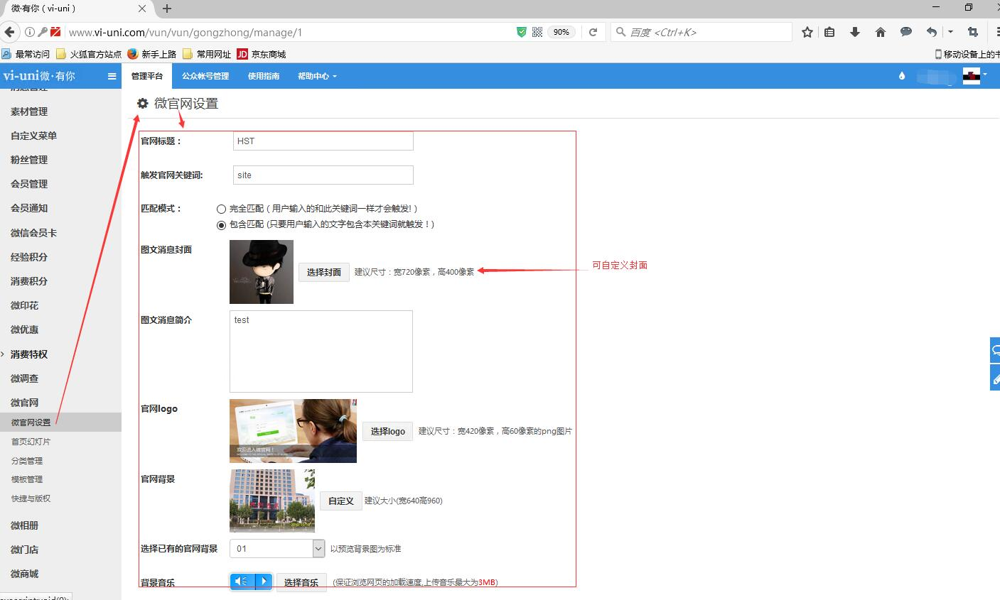 微·有你（vi-uni）
www.vi-uni.com/vun/vun/gongzhong/manage/1
90%
百度 <Ctrl+K>
最常访问 火狐官方站点 新手上路 常用网址 JD 京东商城
移动设备上的书
vi-uni微·有你
管理平台 公众帐号管理 使用指南 帮助中心
素材管理
自定义菜单
粉丝管理
会员管理
会员通知
微信会员卡
经验积分
消费积分
微印花
微优惠
消费特权
微调查
微官网
微官网设置
首页幻灯片
分类管理
模板管理
快捷与版权
微相册
微门店
微商城
微官网设置
官网标题： HST
触发官网关键词: site
匹配模式： 完全匹配（用户输入的和此关键词一样才会触发!）
包含匹配 (只要用户输入的文字包含本关键词就触发！)
图文消息封面 选择封面 建议尺寸：宽720像素，高400像素
可自定义封面
图文消息简介 test
官网logo 选择logo 建议尺寸：宽420像素，高60像素的png图片
欢迎进入微官网！
官网背景 自定义 建议大小(宽640高960)
选择已有的官网背景 01 以预览背景图为标准
背景音乐 选择音乐 (保证浏览网页的加载速度,上传音乐最大为3MB)